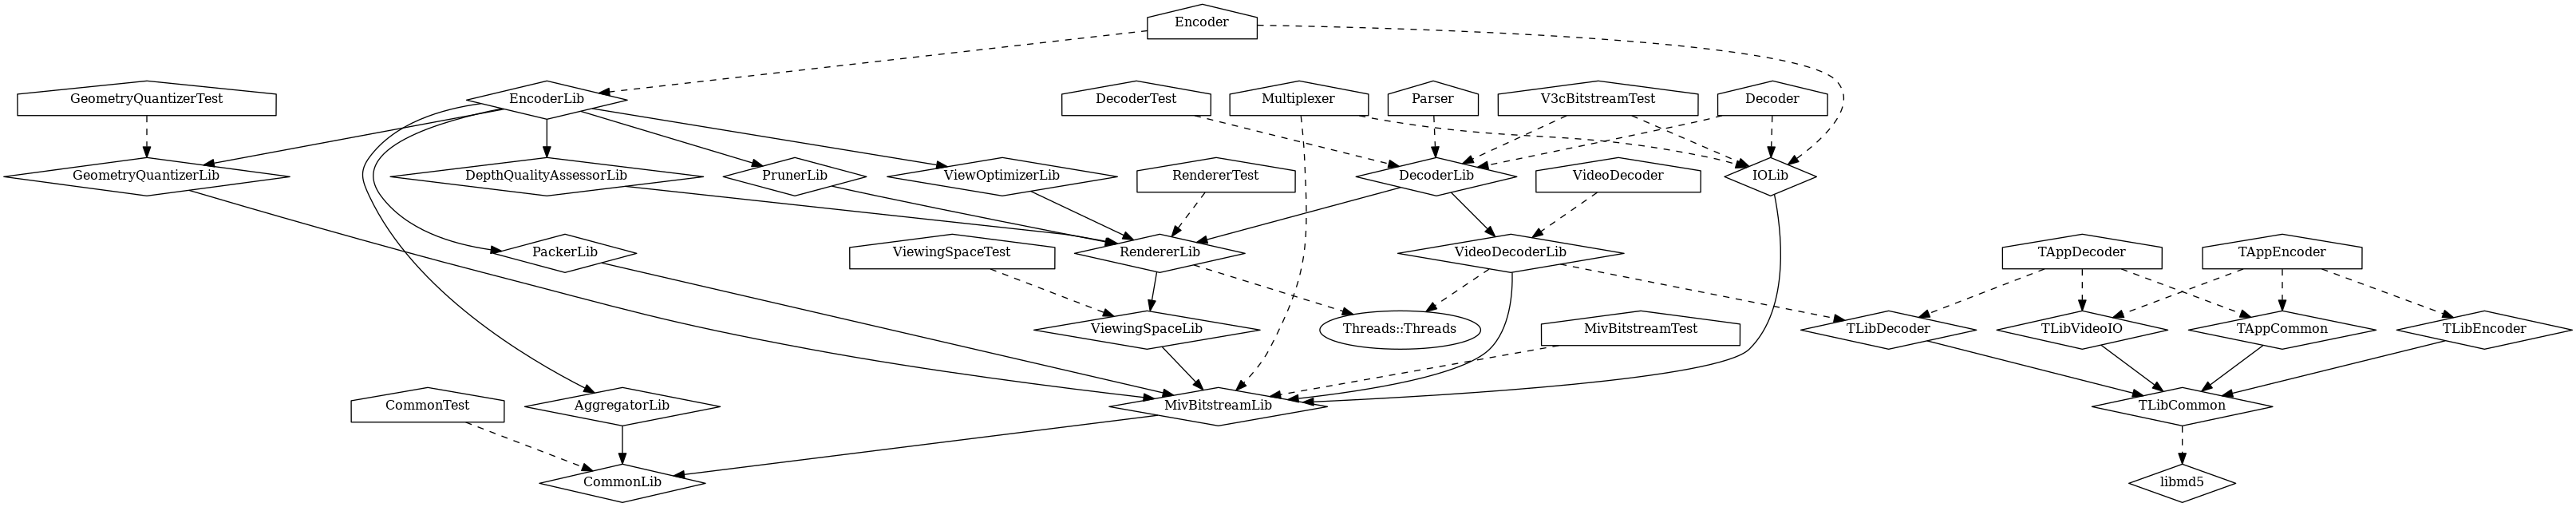 Encoder
GeometryQuantizerTest
EncoderLib
DecoderTest
Multiplexer
Parser
V3cBitstreamTest
Decoder
GeometryQuantizerLib
DepthQualityAssessorLib
PrunerLib
ViewOptimizerLib
RendererTest
DecoderLib
VideoDecoder
IOLib
PackerLib
ViewingSpaceTest
RendererLib
VideoDecoderLib
TAppDecoder
TAppEncoder
ViewingSpaceLib
Threads::Threads
MivBitstreamTest
TLibDecoder
TLibVideoIO
TAppCommon
TLibEncoder
CommonTest
AggregatorLib
MivBitstreamLib
TLibCommon
CommonLib
libmd5